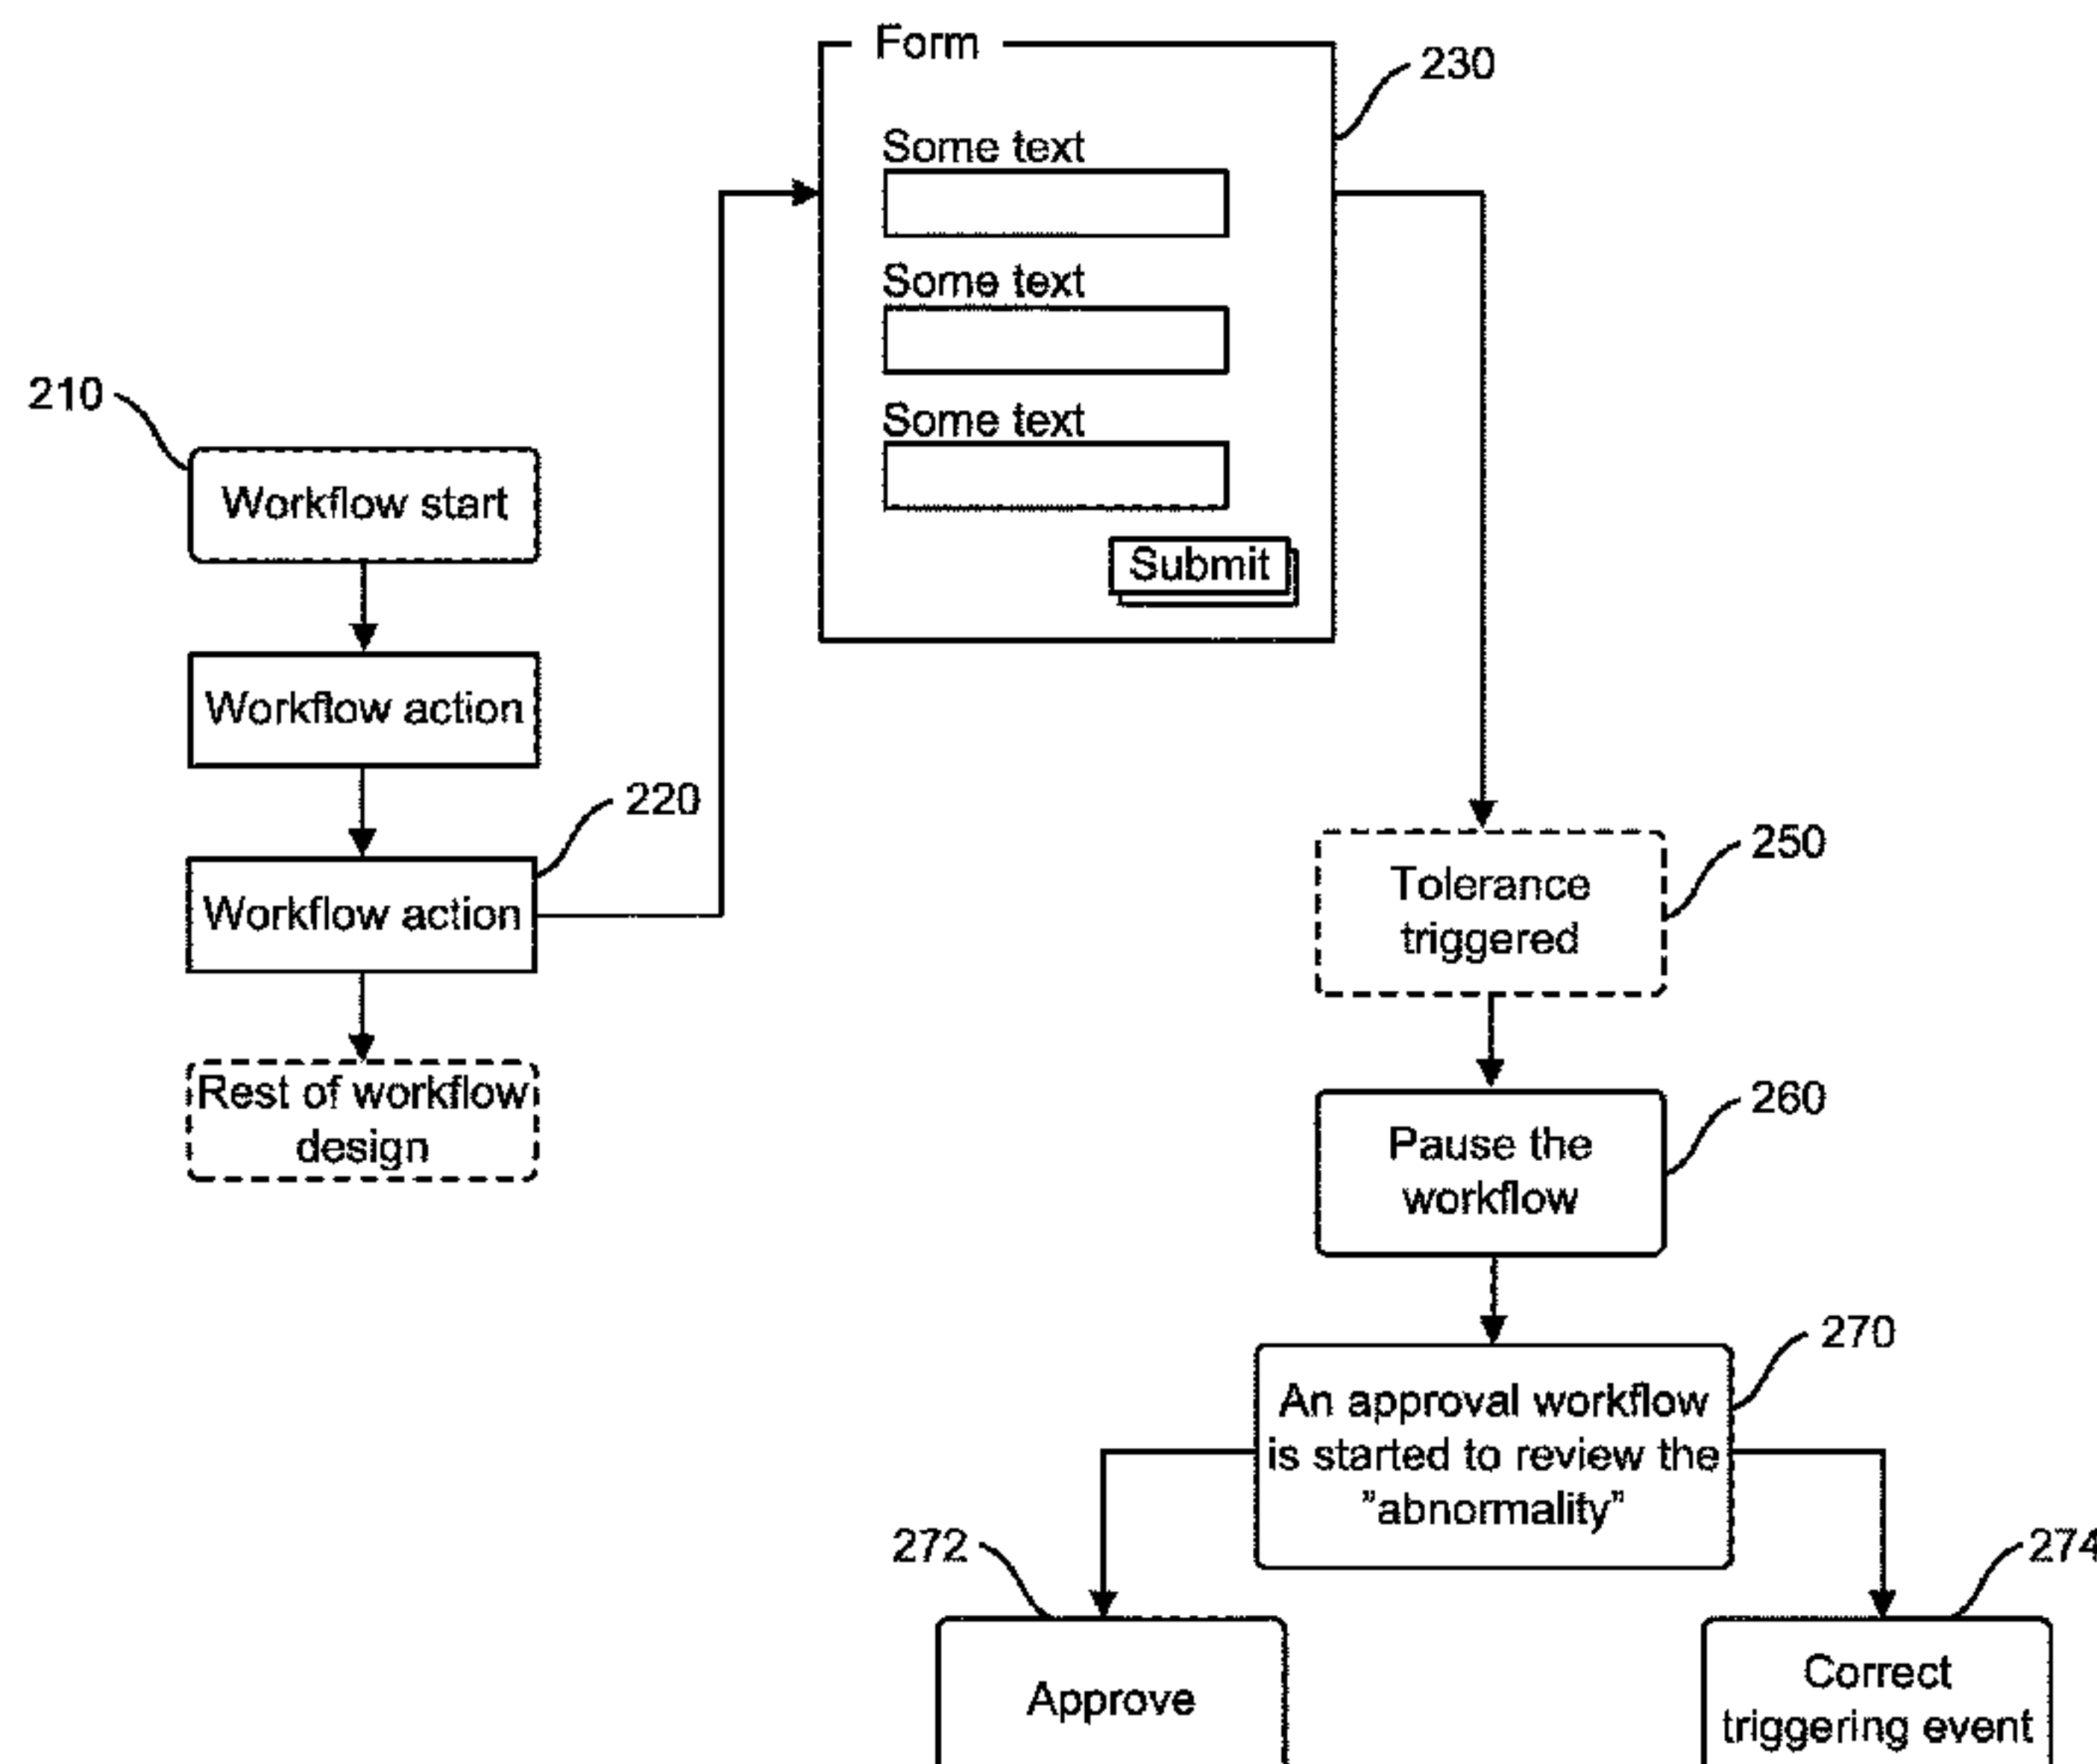 Form
230
Some text
Some text
Some text
Submit
210
Workflow start
Workflow action
220
Workflow action
Rest of workflow
design
250
Tolerance
triggered
260
Pause the
workflow
270
An approval workflow
is started to review the
”abnormality”
272
Approve
274
Correct
triggering event